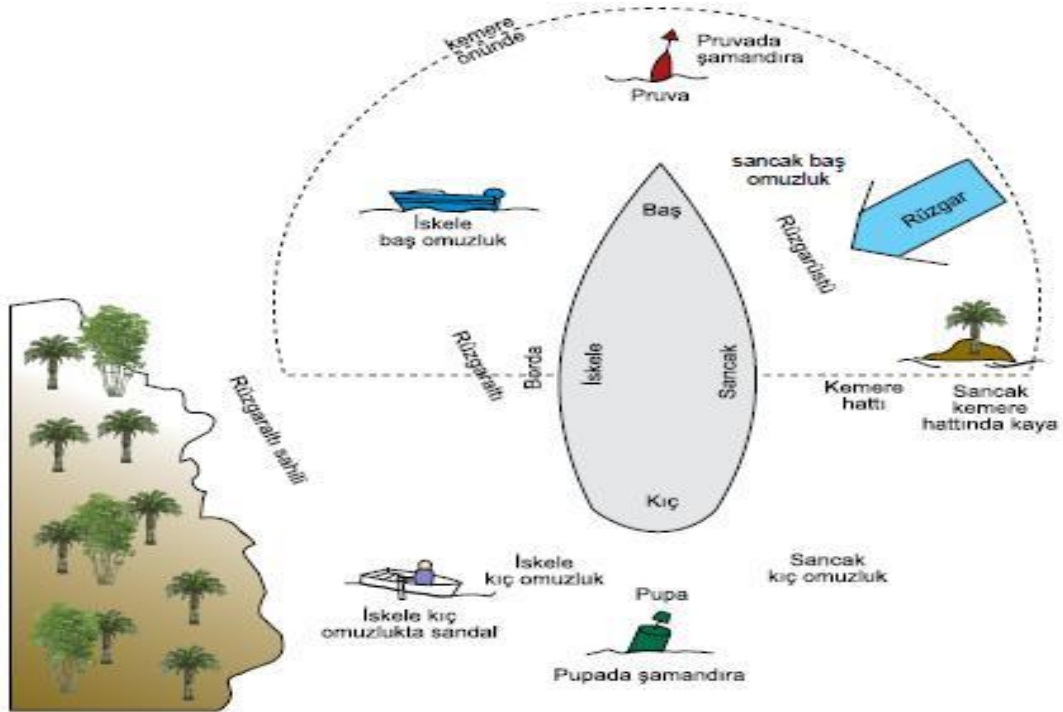 kemere
önünde
Pruvada
şamandıra
Pruva
sancak baş
omuzluk
Rüzgar
Rüzgarüstü
İskele
baş omuzluk
Baş
Rüzgaraltı
Borda
İskele
Sancak
Kemere
hattı
Sancak
kemere
hattında kaya
Rüzgaraltı sahili
Kıç
İskele
kıç omuzluk
Sancak
kıç omuzluk
İskele kıç
omuzlukta sandal
Pupa
Pupada şamandıra